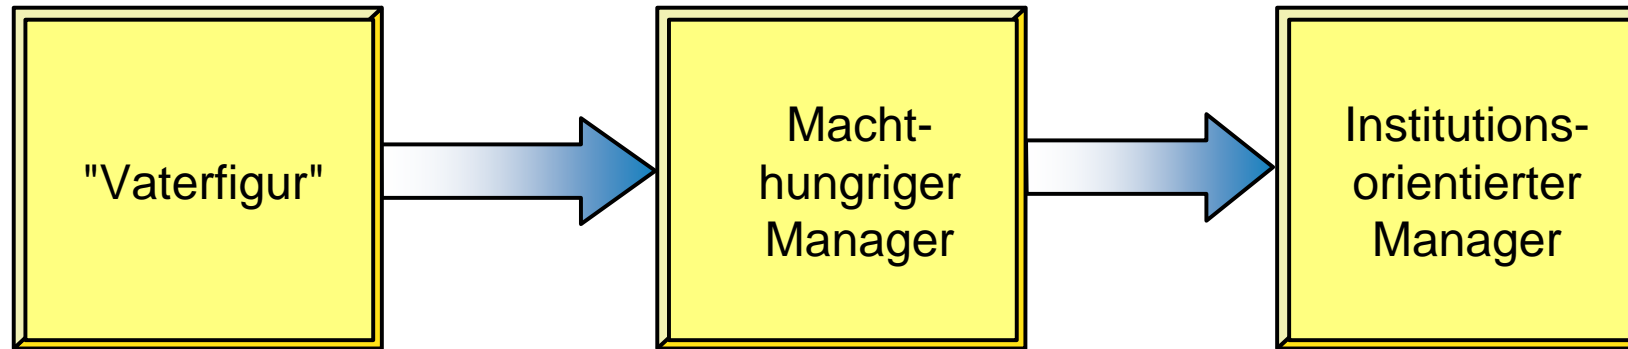 "Vaterfigur"
Macht-
hungriger
Manager
Institutions-
orientierter
Manager